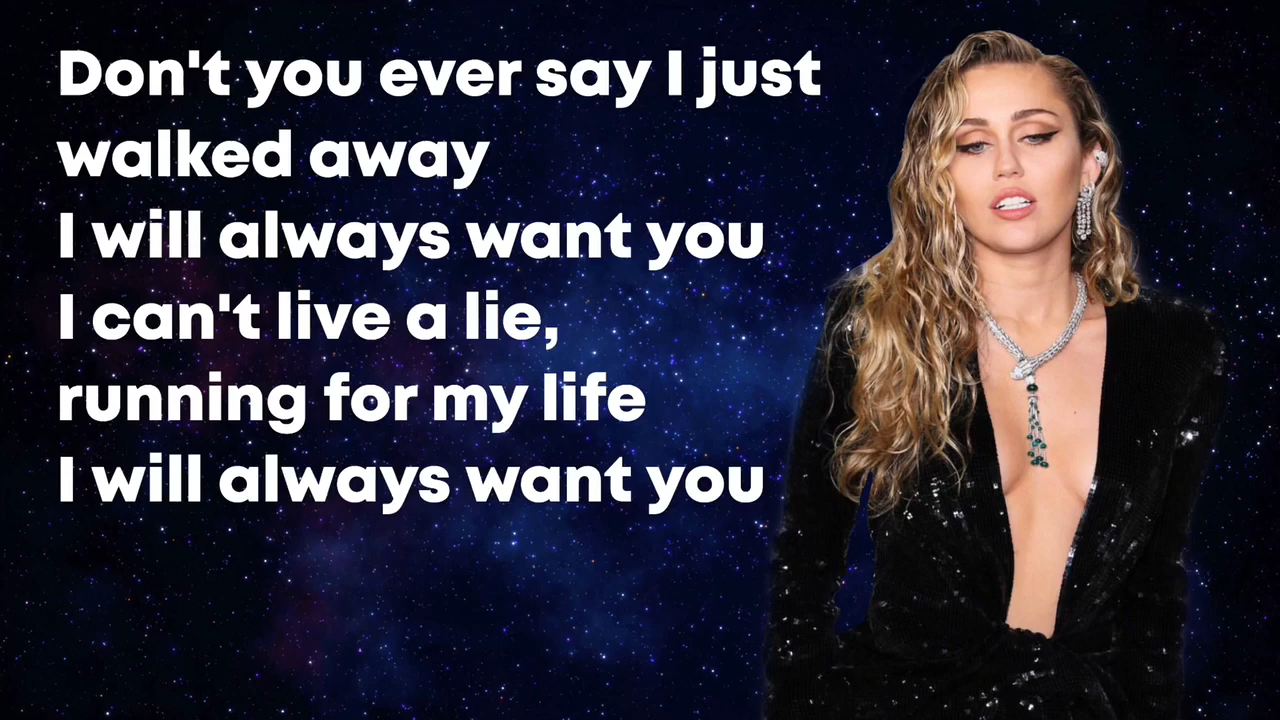 Don't you ever say I just
walked away
I will always want you
I can't live a lie,
running for my life
I will always want you